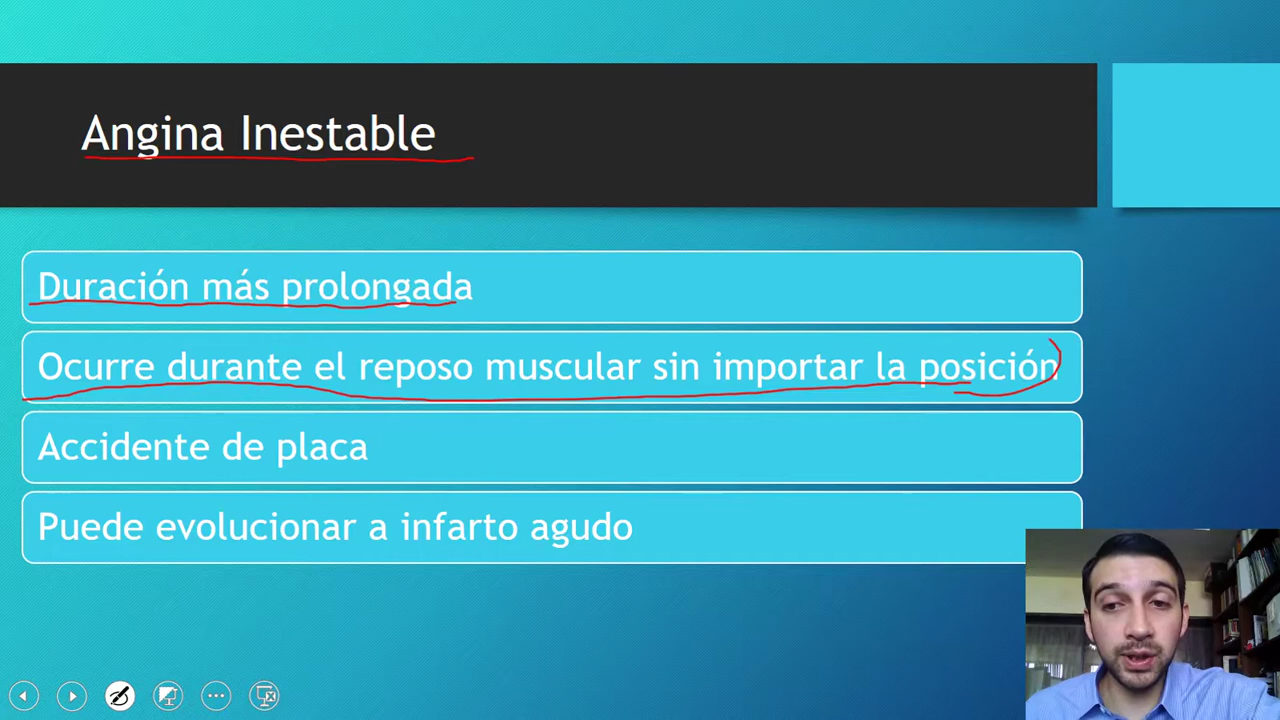 Angina Inestable
Duración más prolongada
Ocurre durante el reposo muscular sin importar la posición
Accidente de placa
Puede evolucionar a infarto agudo